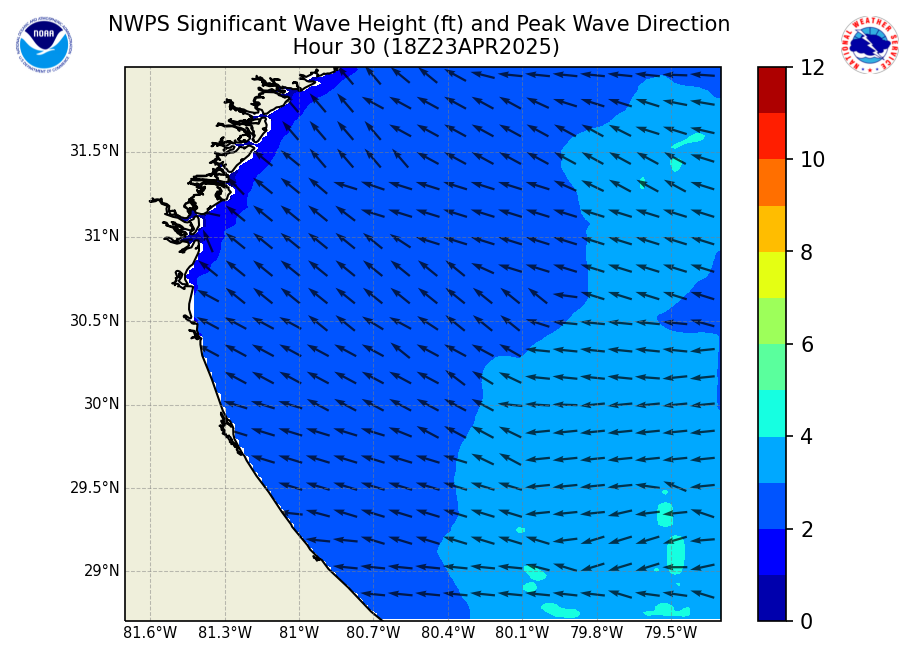 NWPS Significant Wave Height (ft) and Peak Wave Direction
Hour 30 (18Z23APR2025)
NOAA
NATIONAL WEATHER SERVICE
31.5°N
31°N
30.5°N
30°N
29.5°N
29°N
81.6°W 81.3°W 81°W 80.7°W 80.4°W 80.1°W 79.8°W 79.5°W
12
10
8
6
4
2
0